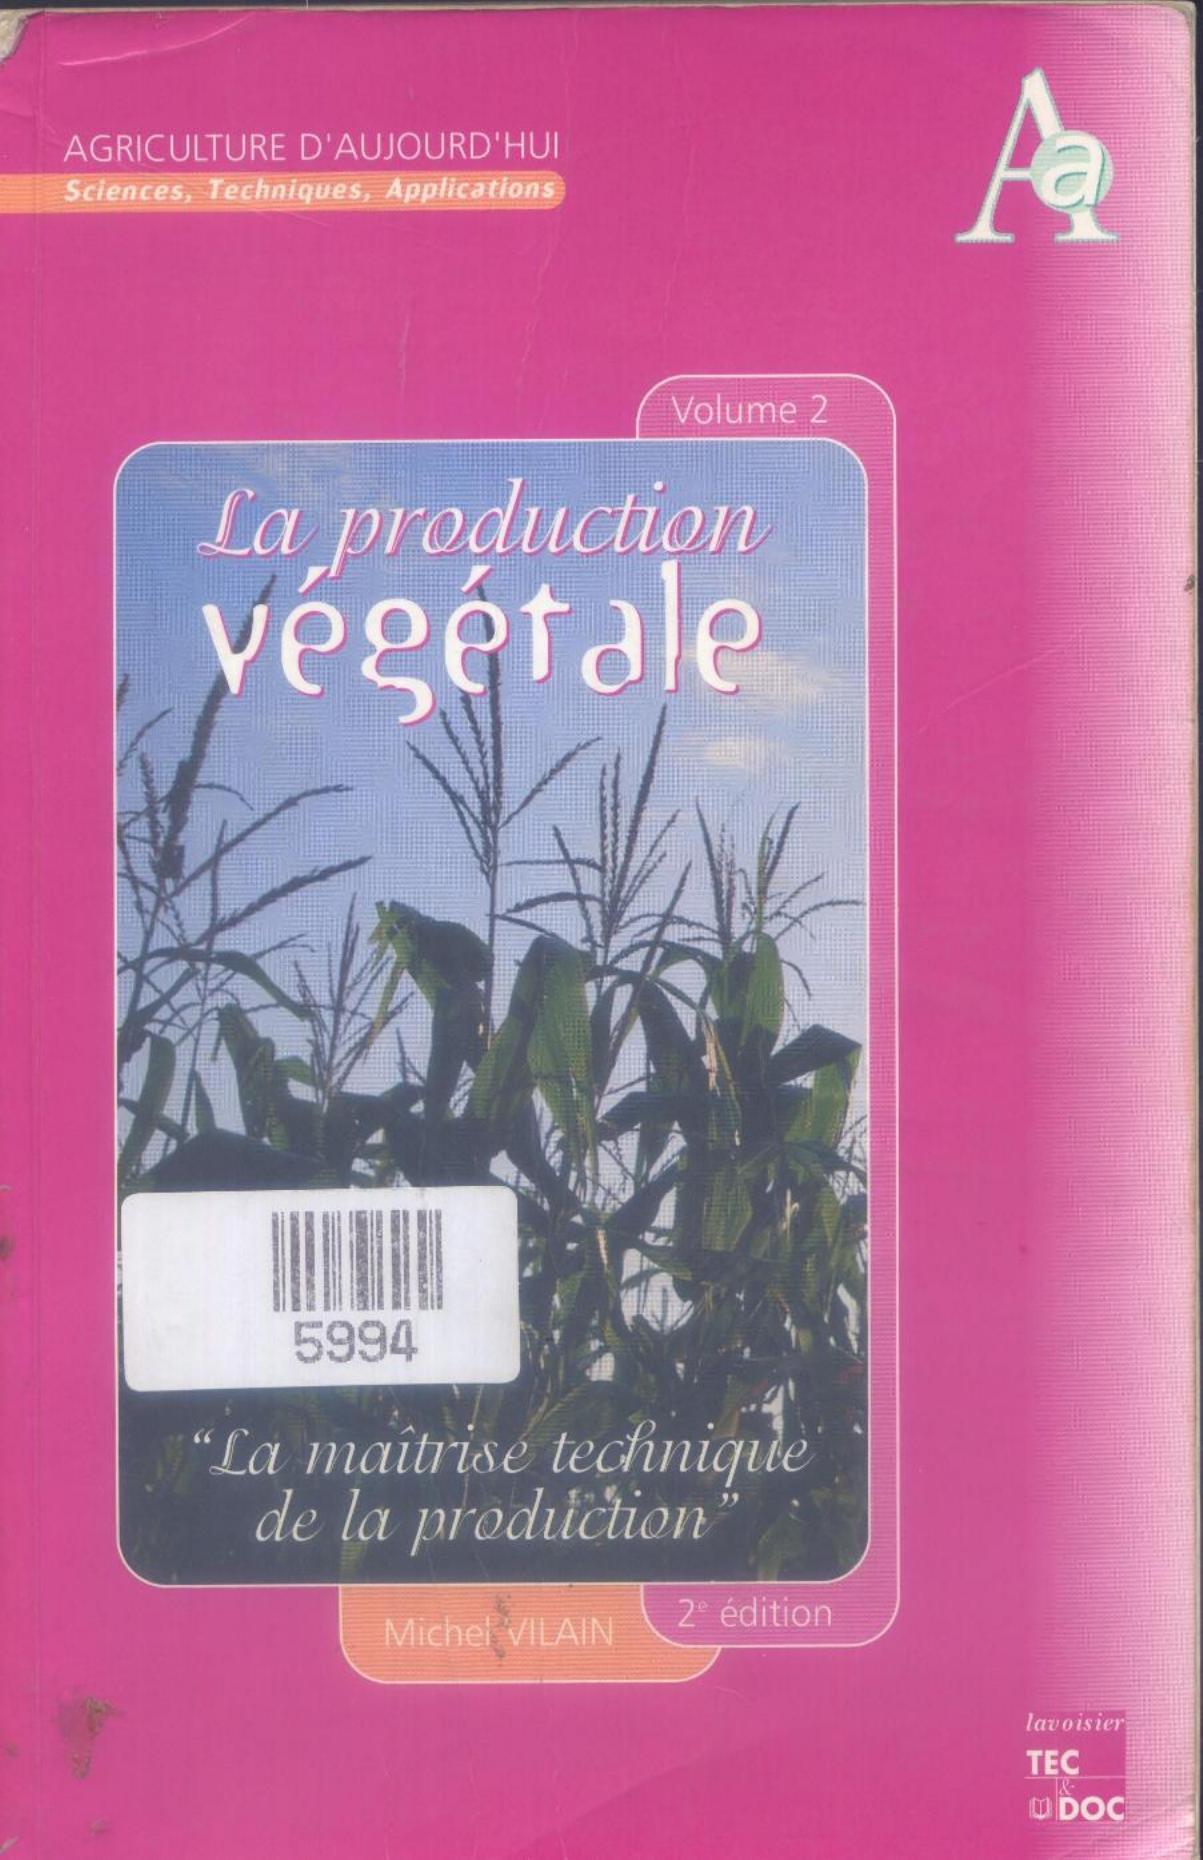 AGRICULTURE D'AUJOURD'HUI
Sciences, Techniques, Applications
Aa
Volume 2
La production
végétale
5994
“La maîtrise technique
de la production”
Michel VILAIN
2e édition
lavoisier
TEC
&
DOC